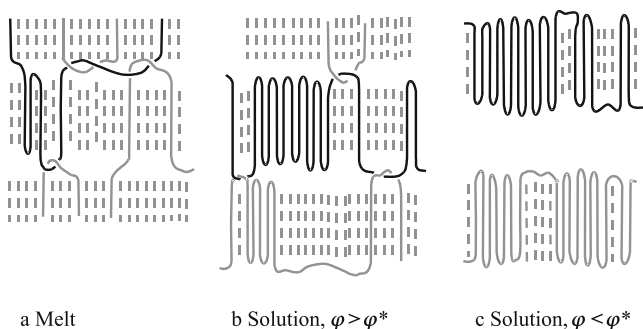 a Melt
b Solution, φ > φ*
c Solution, φ < φ*